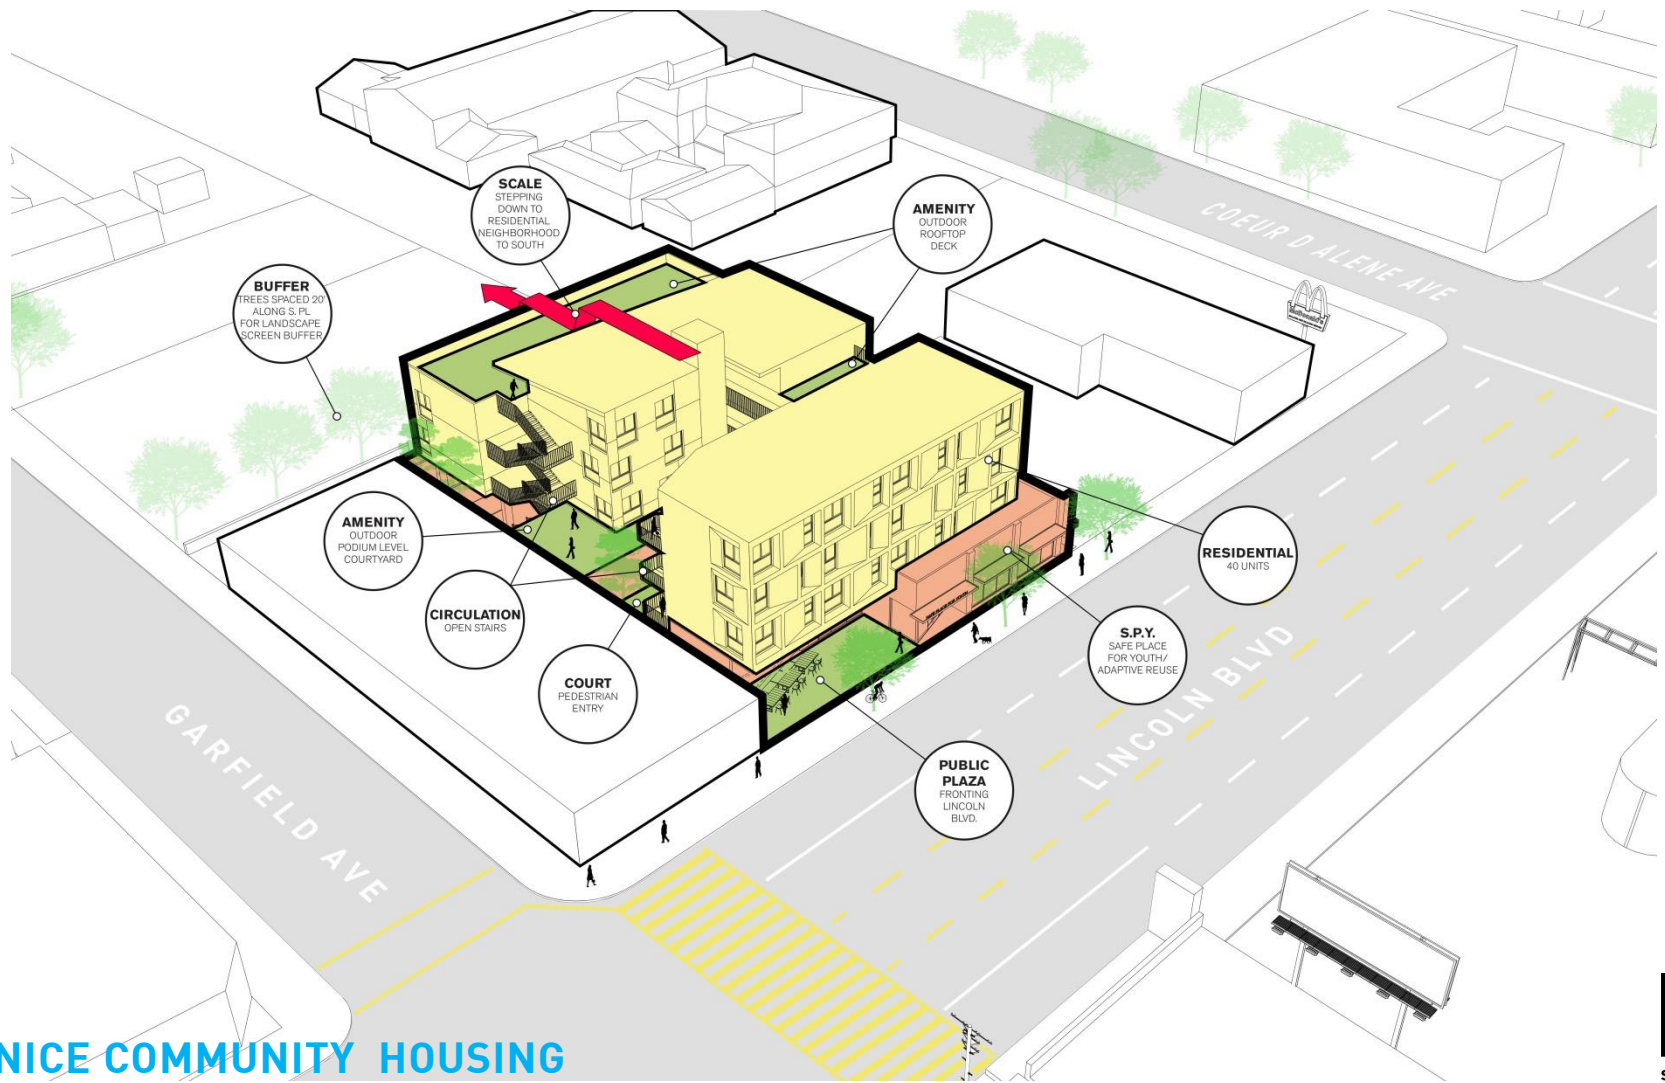 SCALE
STEPPING
DOWN TO
RESIDENTIAL
NEIGHBORHOOD
TO SOUTH
AMENITY
OUTDOOR
ROOFTOP
DECK
COEUR D ALENE AVE
BUFFER
TREES SPACED 20'
ALONG S. PL
FOR LANDSCAPE
SCREEN BUFFER
McDonald's
AMENITY
OUTDOOR
PODIUM LEVEL
COURTYARD
RESIDENTIAL
40 UNITS
CIRCULATION
OPEN STAIRS
S.P.Y.
SAFE PLACE
FOR YOUTH/
ADAPTIVE REUSE
COURT
PEDESTRIAN
ENTRY
LINCOLN BLVD
GARFIELD AVE
PUBLIC
PLAZA
FRONTING
LINCOLN
BLVD.
NICE COMMUNITY HOUSING